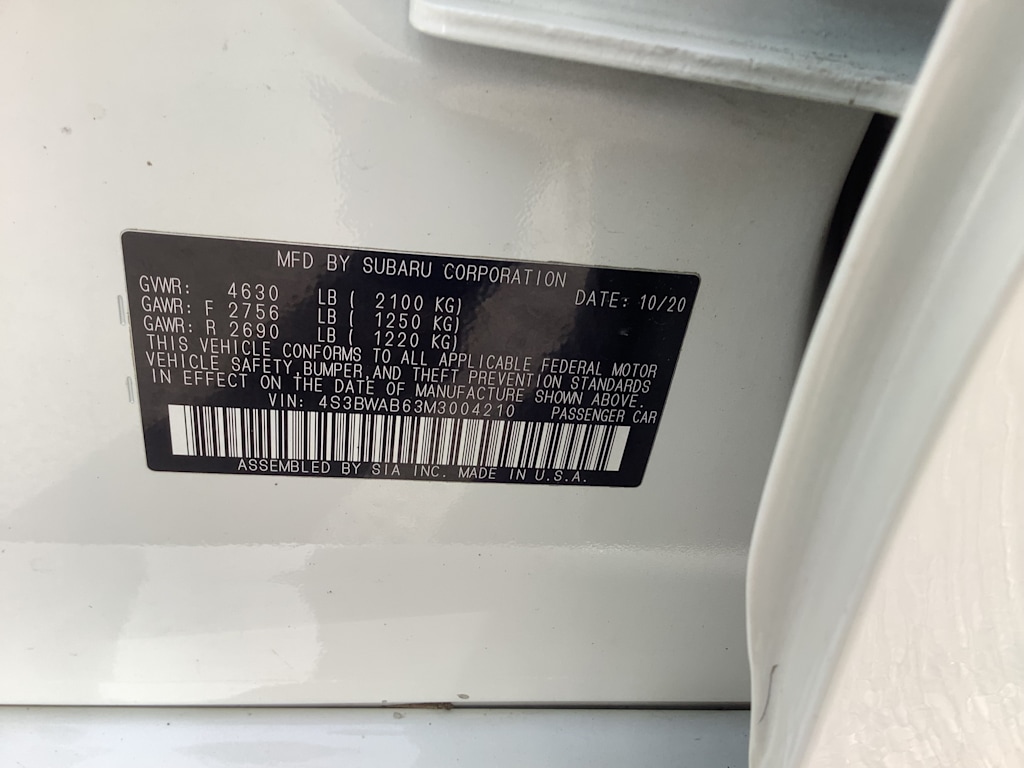 MFD BY SUBARU CORPORATION
GVWR: 4630 LB ( 2100 KG) DATE: 10/20
GAWR: F 2756 LB ( 1250 KG)
GAWR: R 2690 LB ( 1220 KG)
THIS VEHICLE CONFORMS TO ALL APPLICABLE FEDERAL MOTOR
VEHICLE SAFETY,BUMPER,AND THEFT PREVENTION STANDARDS
IN EFFECT ON THE DATE OF MANUFACTURE SHOWN ABOVE.
VIN: 4S3BWAB63M3004210 PASSENGER CAR
ASSEMBLED BY SIA INC. MADE IN U.S.A.